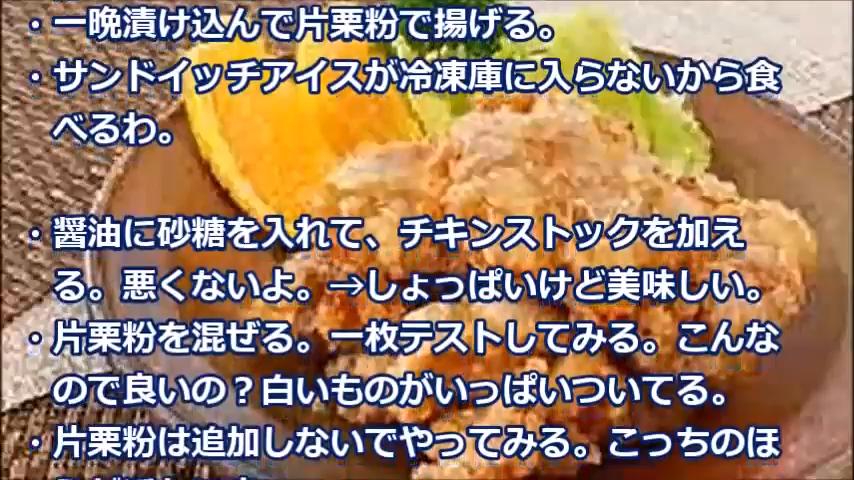 ・一晩漬け込んで片栗粉で揚げる。
・サンドイッチアイスが冷凍庫に入らないから食
べるわ。
・醤油に砂糖を入れて、チキンストックを加え
る。悪くないよ。→しょっぱいけど美味しい。
・片栗粉を混ぜる。一枚テストしてみる。こんな
ので良いの？白いものがいっぱいついてる。
・片栗粉は追加しないでやってみる。こっちのほ